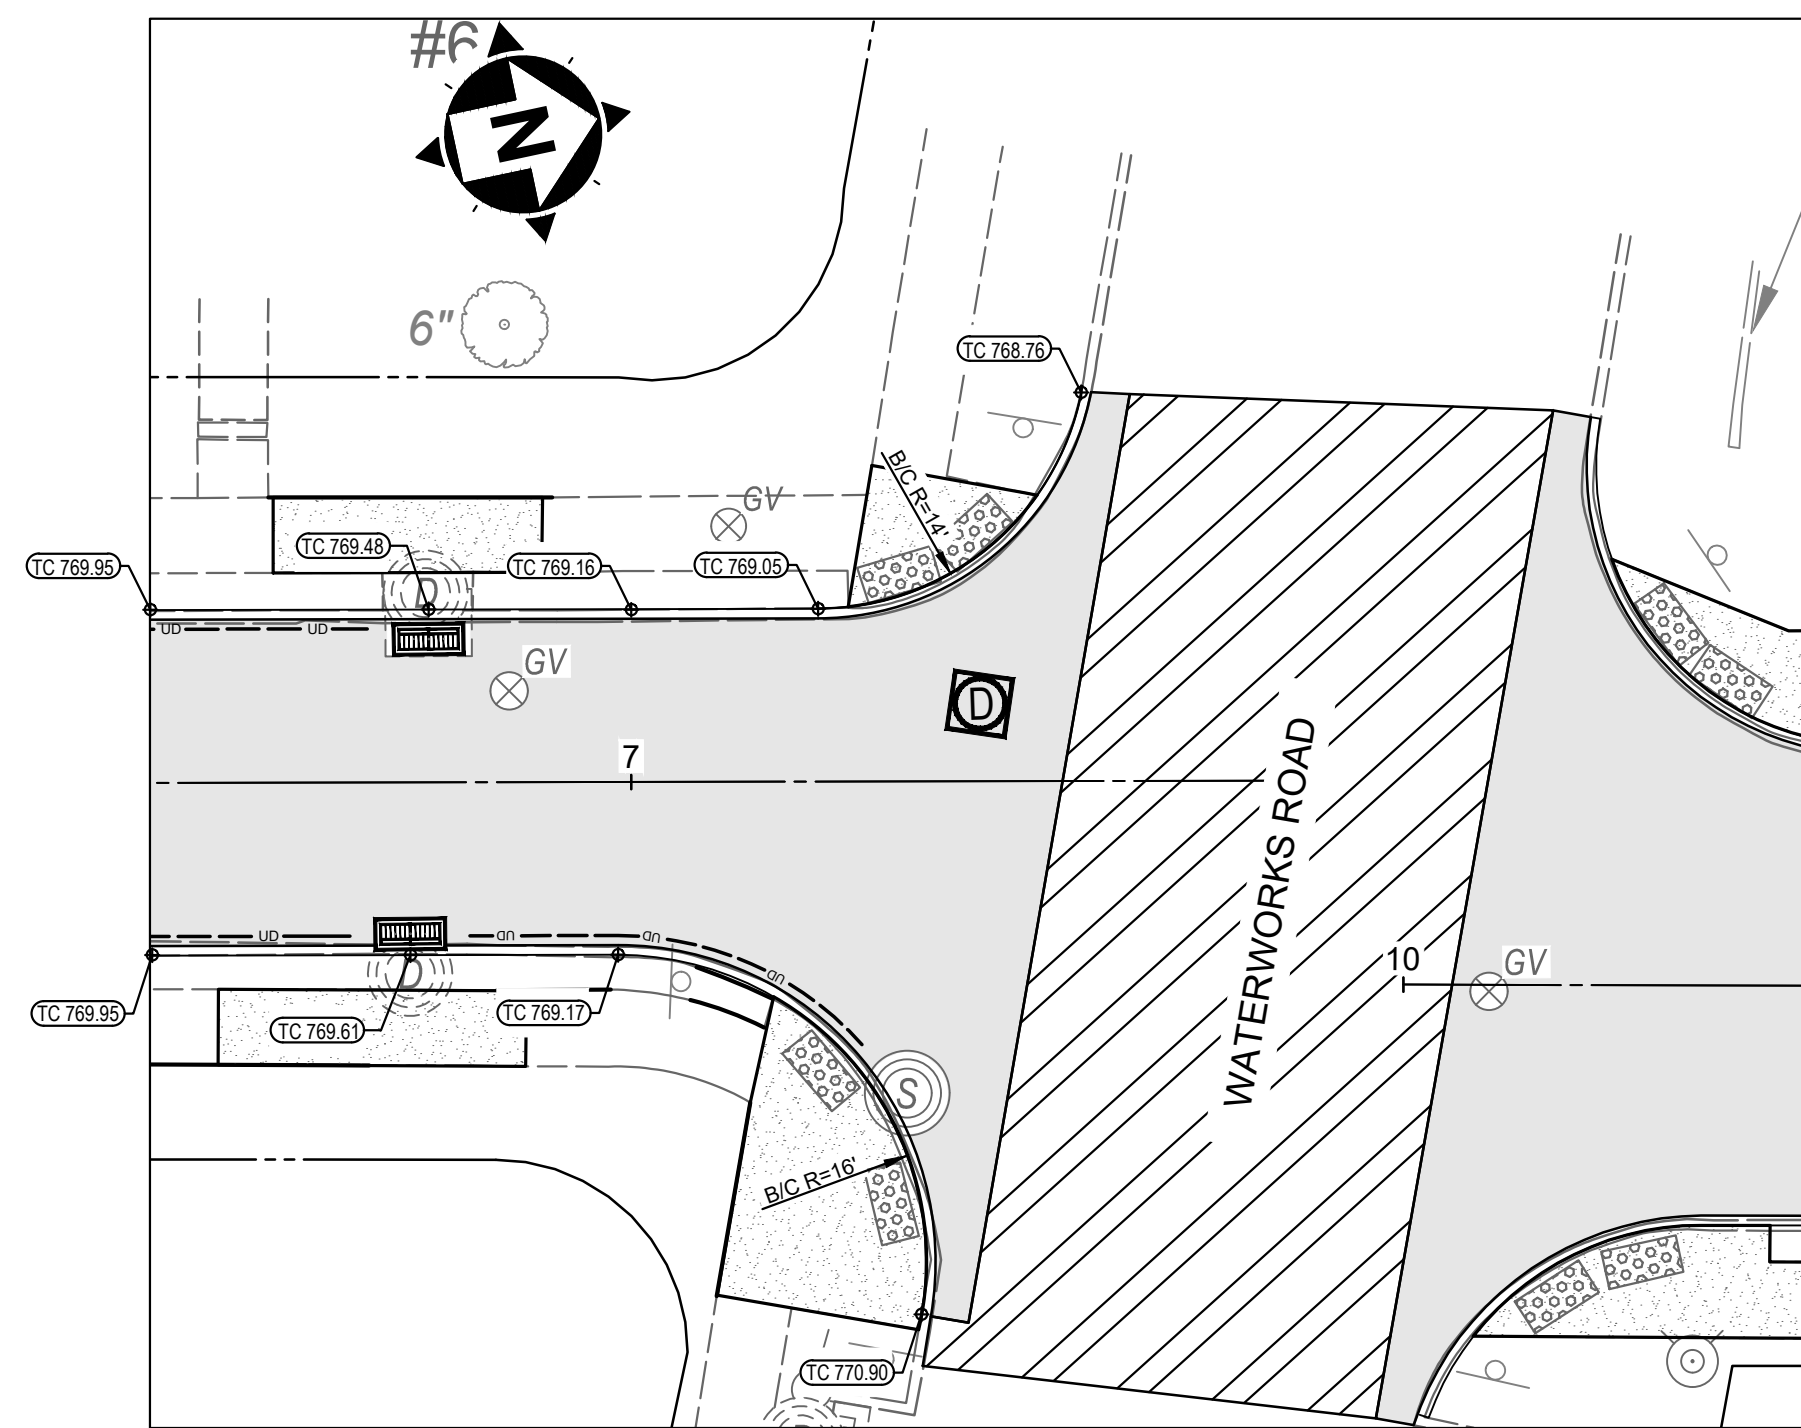 #6
N
6"
TC 768.76
B/C R=14'
GV
TC 769.48
TC 769.95
TC 769.16
TC 769.05
D
UD
UD
GV
D
7
WATERWORKS ROAD
UD
UD
UD
UD
10
GV
D
TC 769.95
TC 769.61
TC 769.17
S
B/C R=16'
TC 770.90